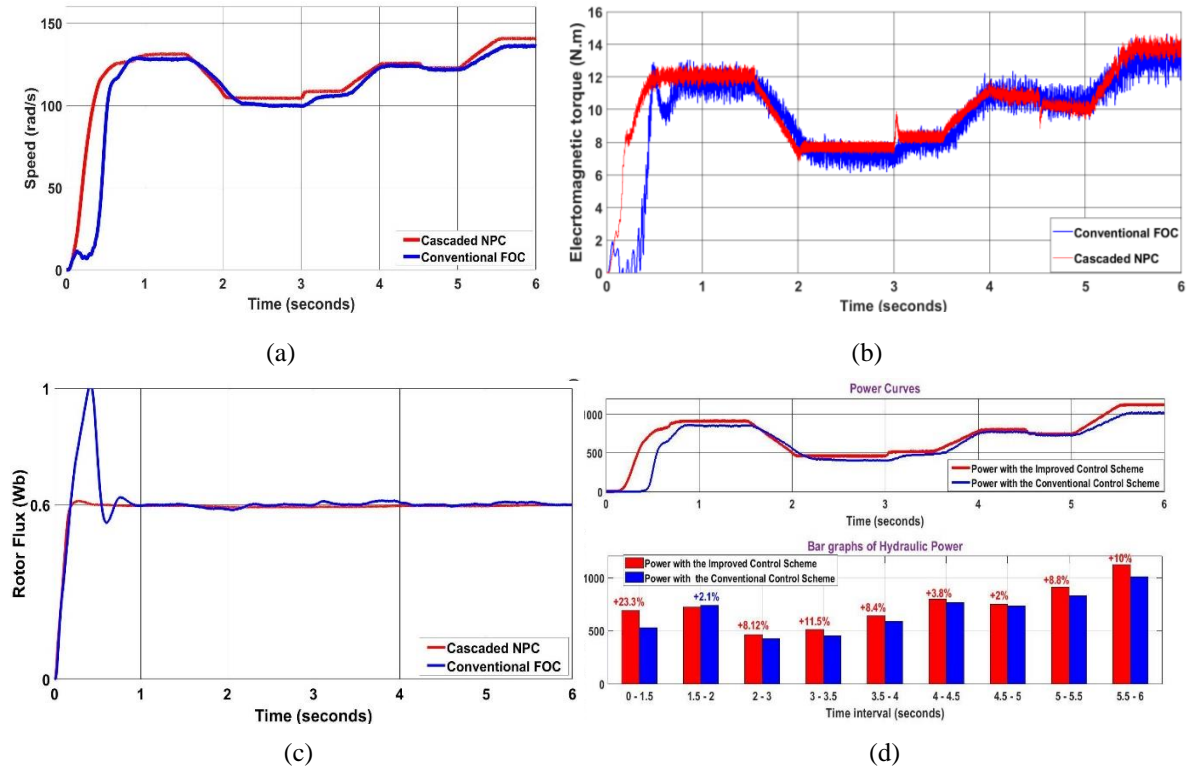 150
100
50
0
Speed (rad/s)
0 1 2 3 4 5 6
Time (seconds)
Cascaded NPC
Conventional FOC
(a)
16
14
12
10
8
6
4
2
0
Elecrtomagnetic torque (N.m)
0 1 2 3 4 5 6
Time (seconds)
Conventional FOC
Cascaded NPC
(b)
1
0.6
0
Rotor Flux (Wb)
0 1 2 3 4 5 6
Time (seconds)
Cascaded NPC
Conventional FOC
(c)
Power Curves
1000
500
0
0 1 2 3 4 5 6
Time (seconds)
Power with the Improved Control Scheme
Power with the Conventional Control Scheme
Bar graphs of Hydraulic Power
Power with the Improved Control Scheme
Power with the Conventional Control Scheme
1000
500
0
+23.3% +2.1% +8.12% +11.5% +8.4% +3.8% +2% +8.8% +10%
0 - 1.5 1.5 - 2 2 - 3 3 - 3.5 3.5 - 4 4 - 4.5 4.5 - 5 5 - 5.5 5.5 - 6
Time interval (seconds)
(d)